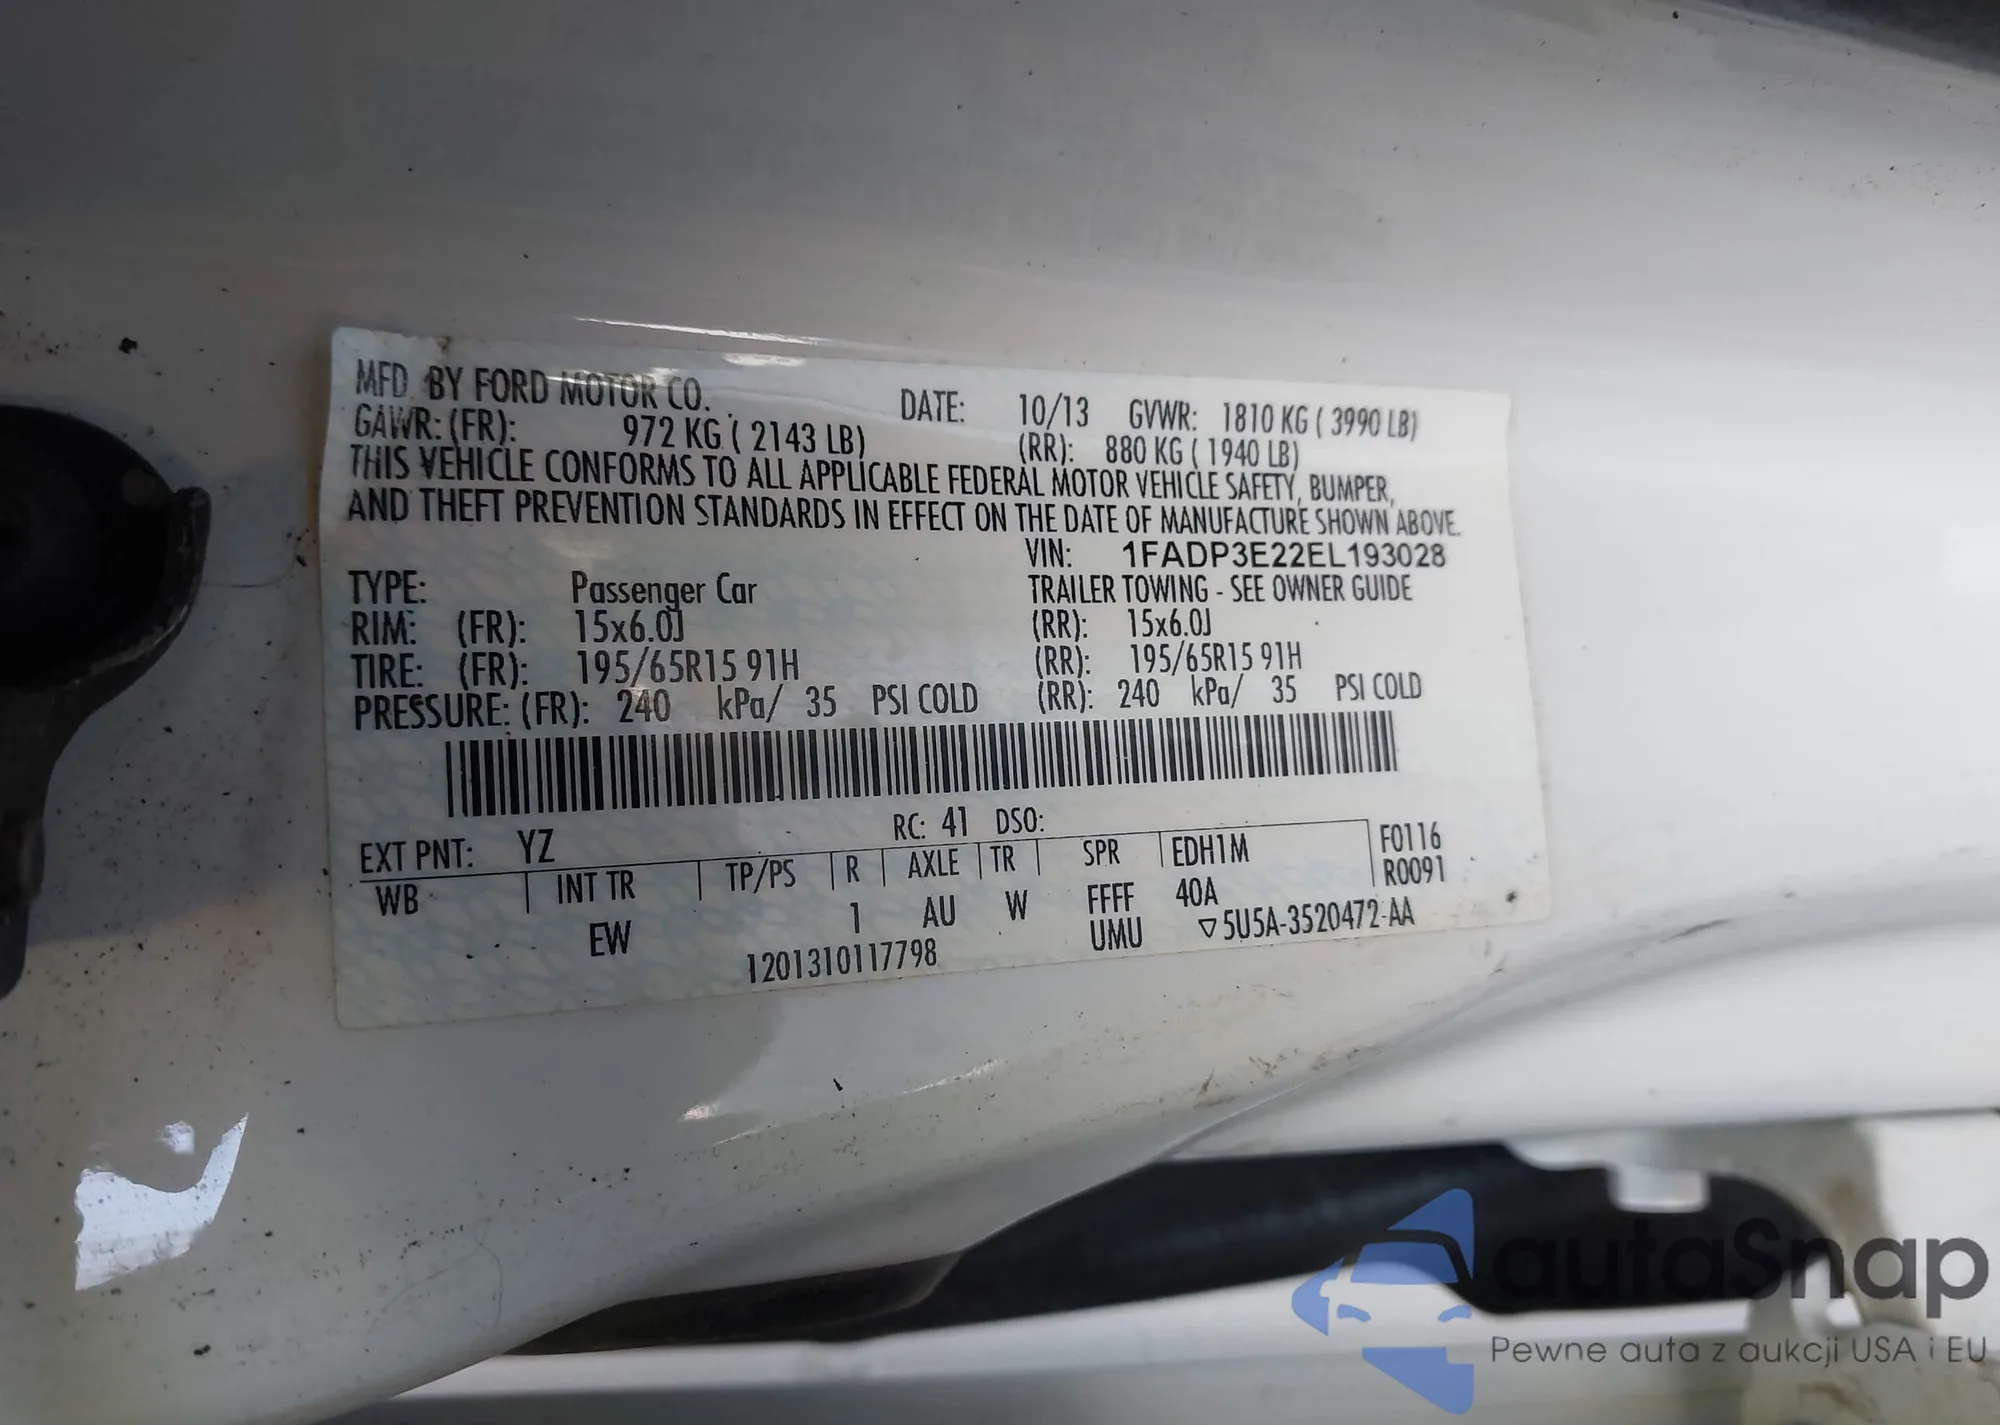 MFD. BY FORD MOTOR CO. DATE: 10/13 GVWR: 1810 KG ( 3990 LB)
GAWR: (FR): 972 KG ( 2143 LB) (RR): 880 KG ( 1940 LB)
THIS VEHICLE CONFORMS TO ALL APPLICABLE FEDERAL MOTOR VEHICLE SAFETY, BUMPER,
AND THEFT PREVENTION STANDARDS IN EFFECT ON THE DATE OF MANUFACTURE SHOWN ABOVE.
VIN: 1FADP3E22EL193028
TYPE: Passenger Car TRAILER TOWING - SEE OWNER GUIDE
RIM: (FR): 15x6.0J (RR): 15x6.0J
TIRE: (FR): 195/65R15 91H (RR): 195/65R15 91H
PRESSURE: (FR): 240 kPa/ 35 PSI COLD (RR): 240 kPa/ 35 PSI COLD
EXT PNT: YZ RC: 41 DSO:
WB INT TR TP/PS R AXLE TR SPR EDH1M F0116
EW 1 AU W FFFF 40A R0091
1201310117798 UMU ▽5U5A-3520472-AA
autaSnap
Pewne auta z aukcji USA i EU